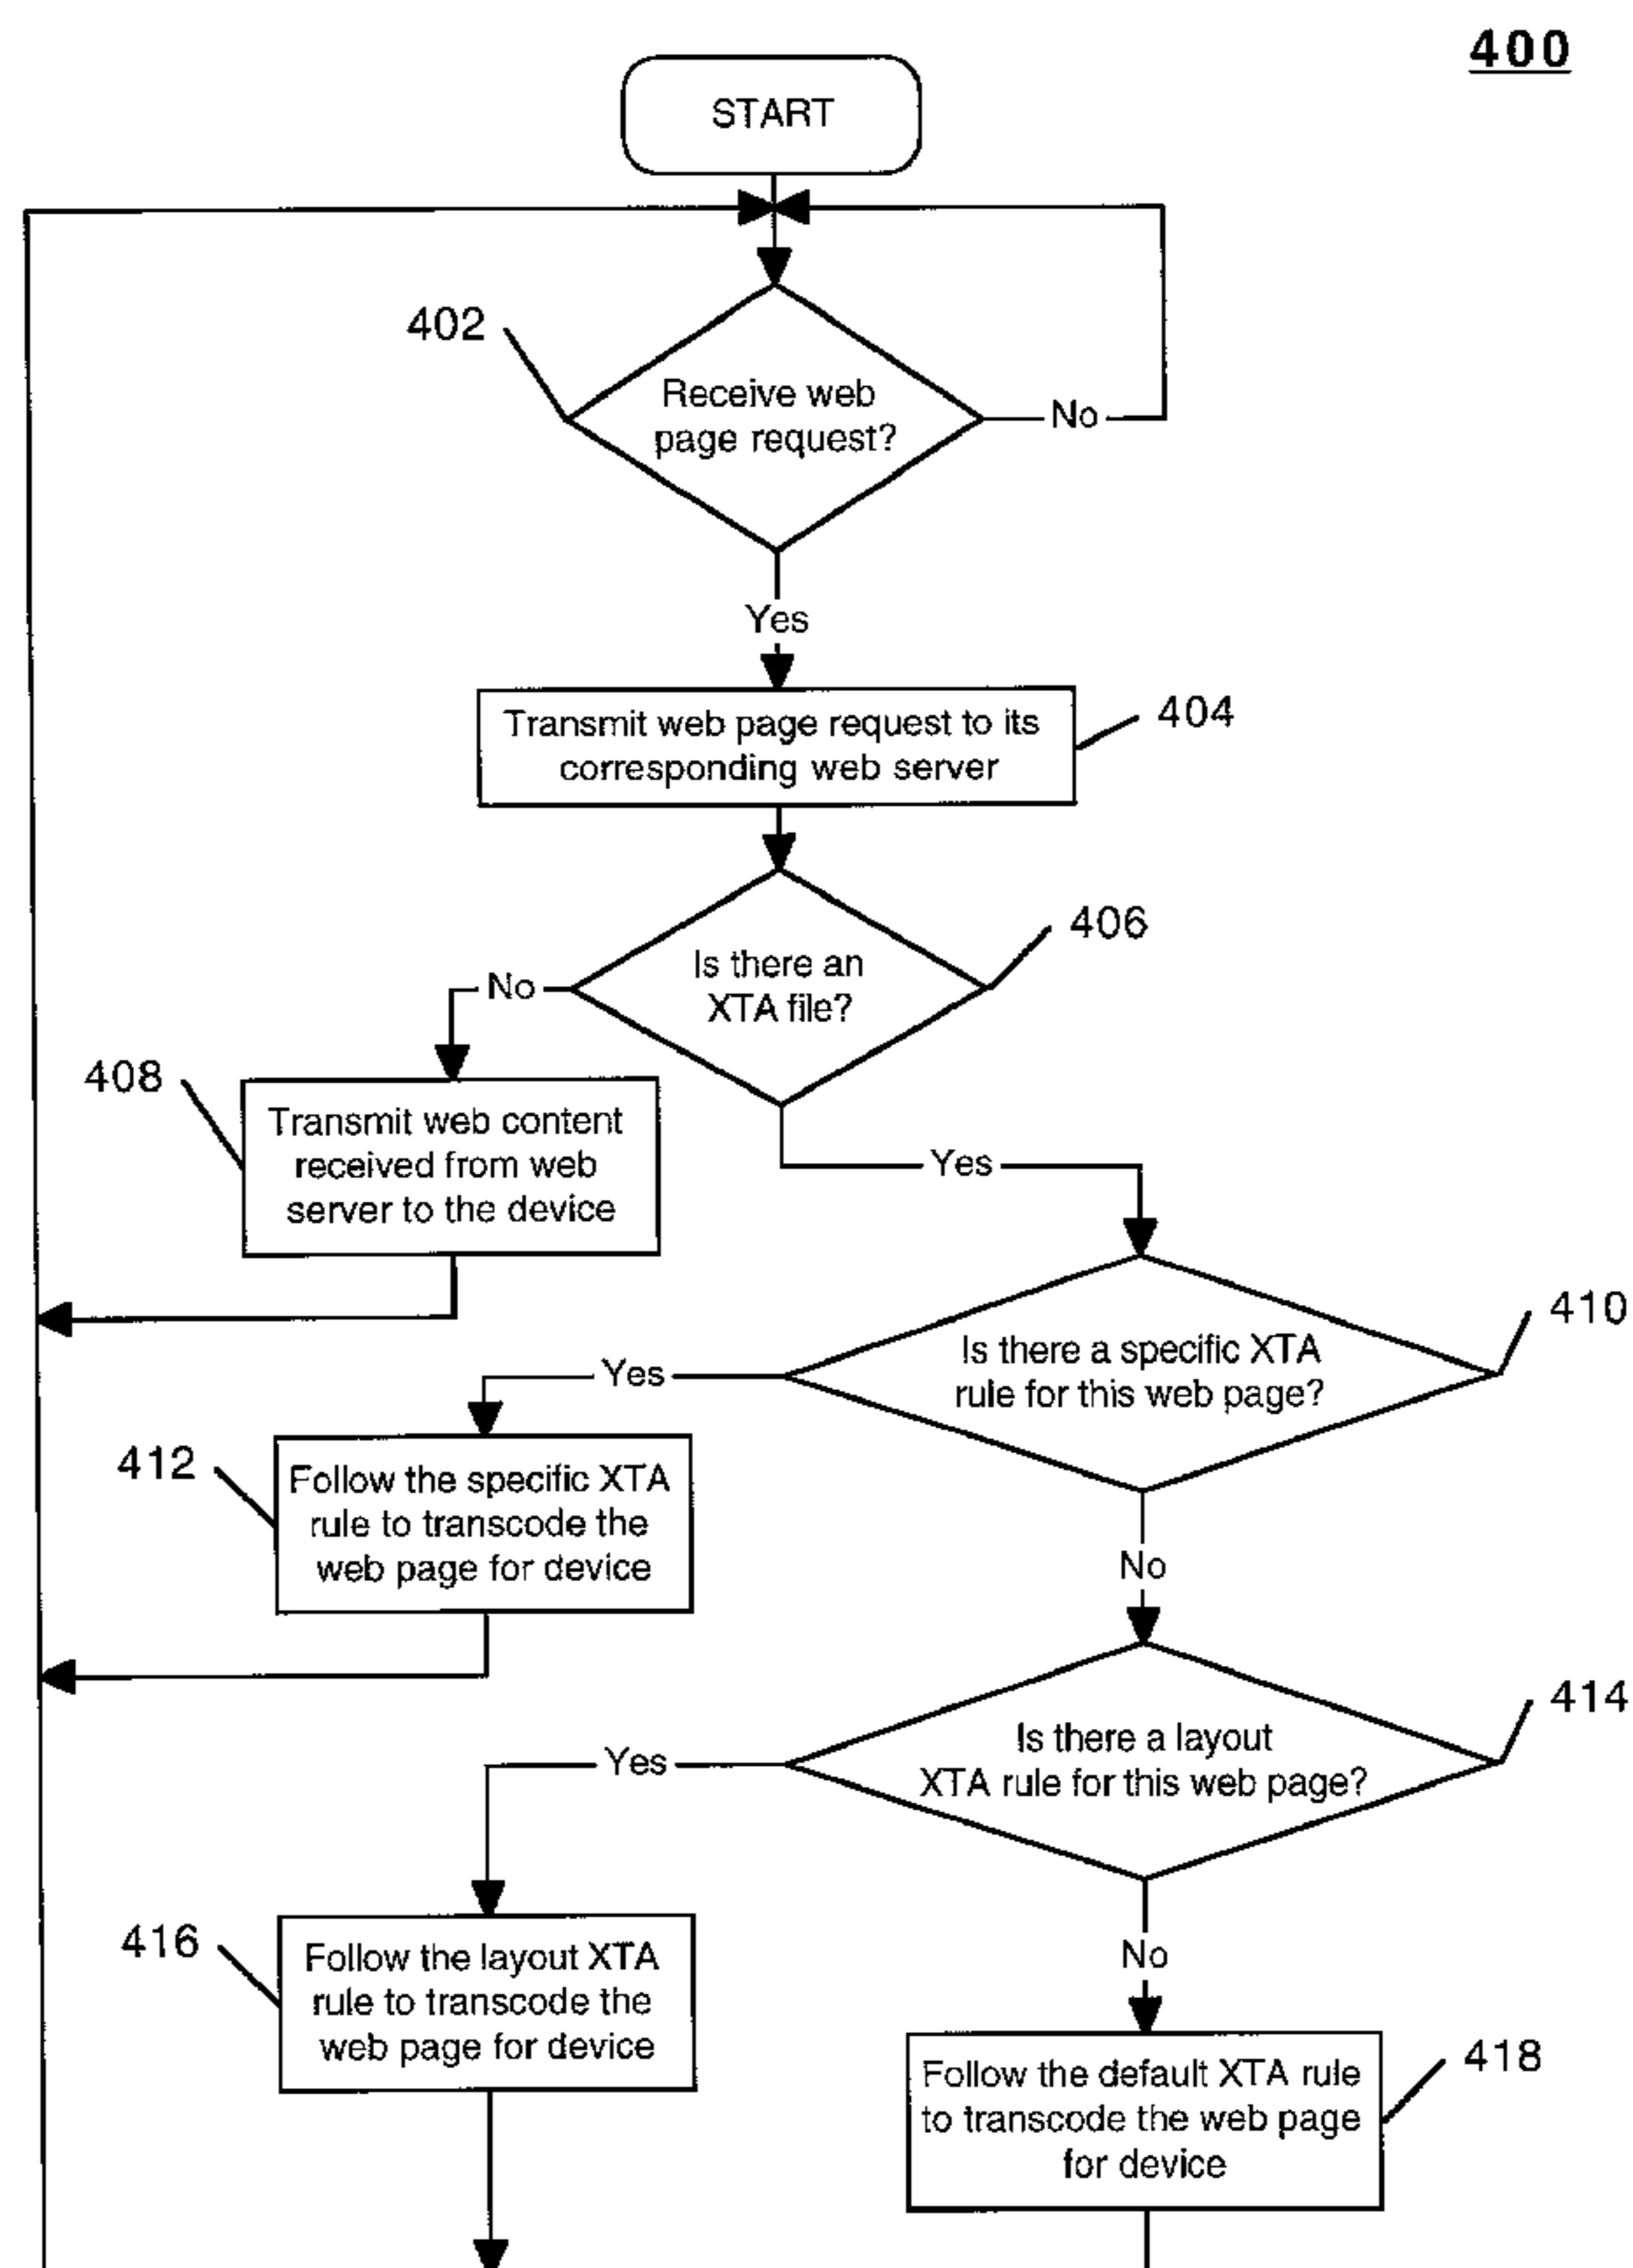 400
START
402
Receive web
page request?
No
Yes
Transmit web page request to its
corresponding web server
404
406
Is there an
XTA file?
No
408
Transmit web content
received from web
server to the device
Yes
410
Is there a specific XTA
rule for this web page?
Yes
412
Follow the specific XTA
rule to transcode the
web page for device
No
414
Is there a layout
XTA rule for this web page?
Yes
416
Follow the layout XTA
rule to transcode the
web page for device
No
418
Follow the default XTA rule
to transcode the web page
for device